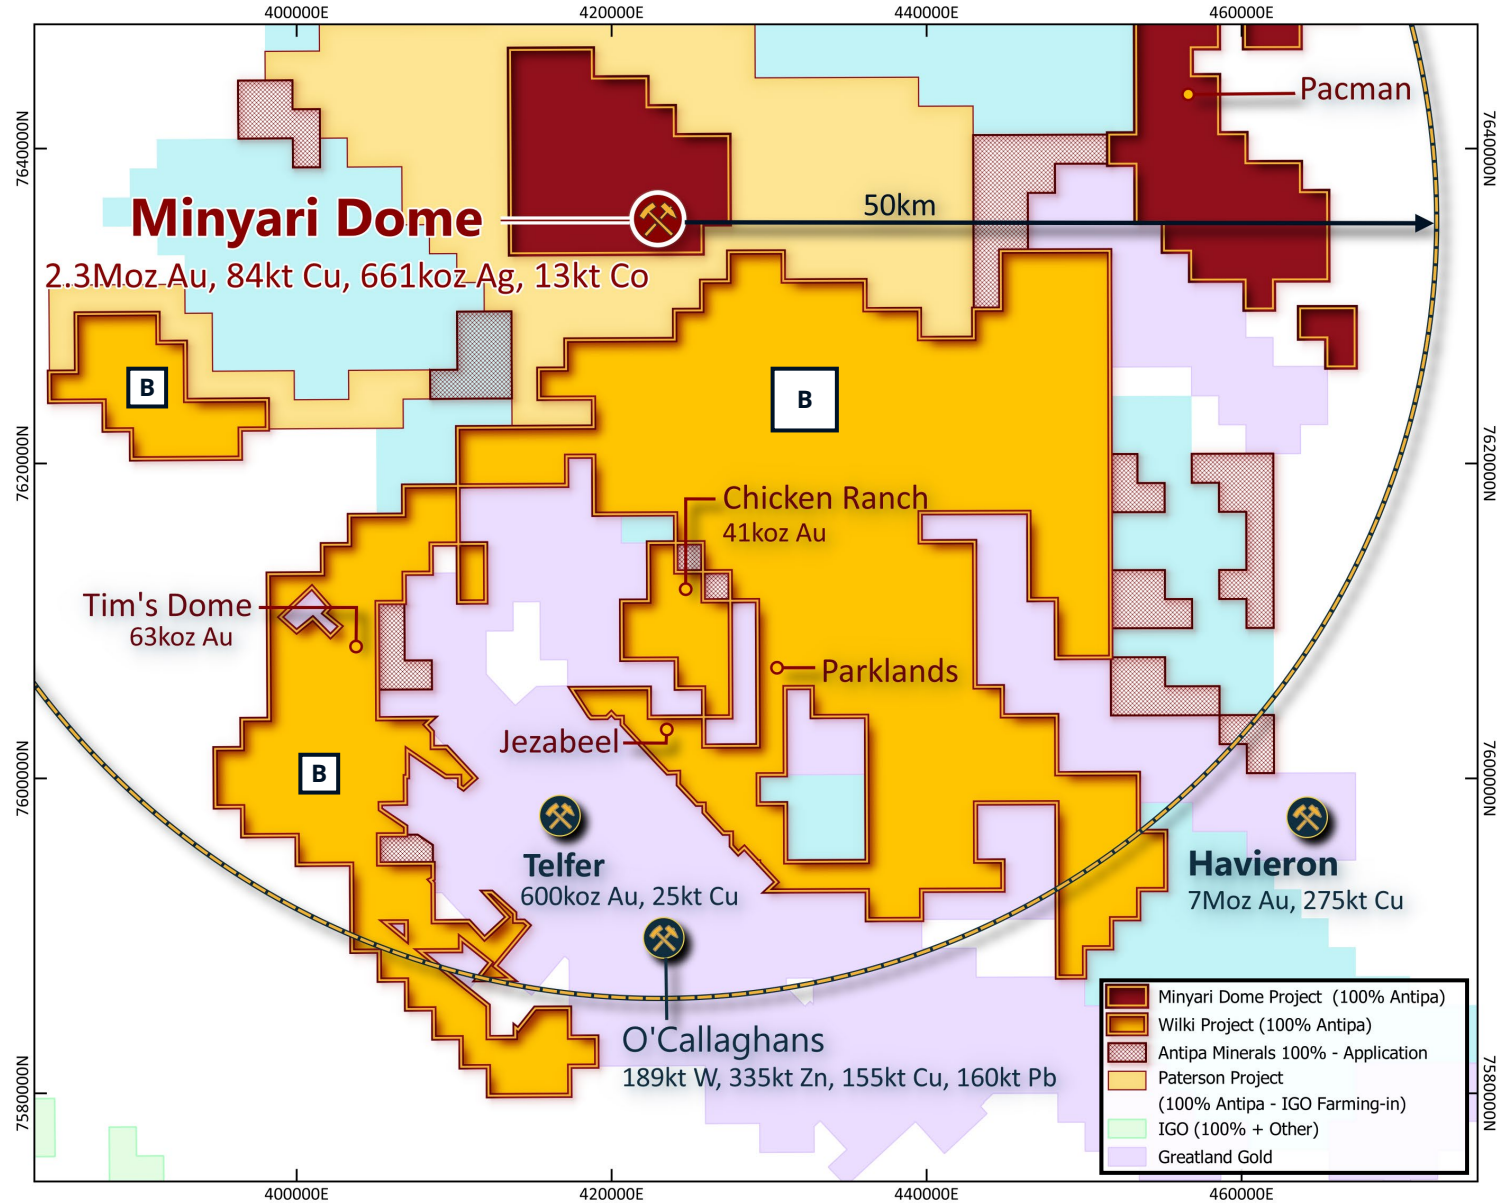 400000E 420000E 440000E 460000E
7640000N
7640000N
Pacman
Minyari Dome
50km
2.3Moz Au, 84kt Cu, 661koz Ag, 13kt Co
B
B
7620000N
7620000N
Chicken Ranch
41koz Au
Tim's Dome
63koz Au
Parklands
Jezabeel
B
7600000N
7600000N
Telfer
600koz Au, 25kt Cu
Havieron
7Moz Au, 275kt Cu
O'Callaghans
189kt W, 335kt Zn, 155kt Cu, 160kt Pb
7580000N
7580000N
Minyari Dome Project (100% Antipa)
Wilki Project (100% Antipa)
Antipa Minerals 100% - Application
Paterson Project
(100% Antipa - IGO Farming-in)
IGO (100% + Other)
Greatland Gold
400000E 420000E 440000E 460000E